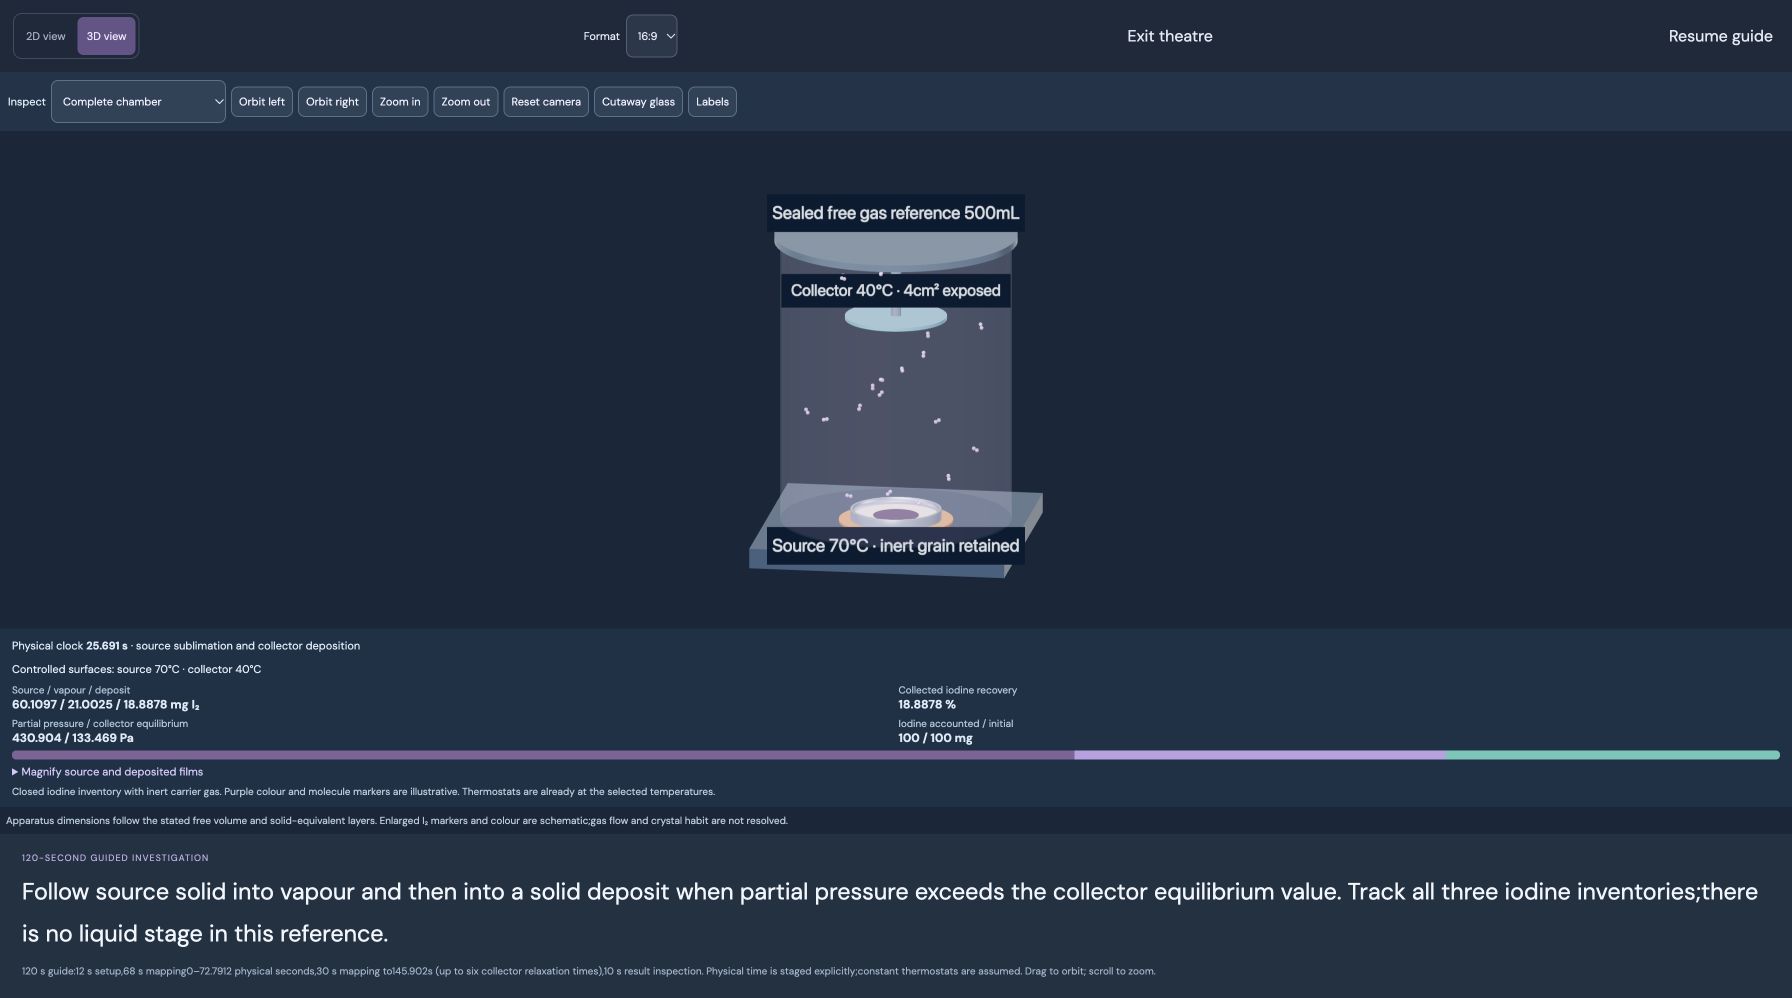 2D view
3D view
Format
16:9
Exit theatre
Resume guide
Inspect
Complete chamber
Orbit left
Orbit right
Zoom in
Zoom out
Reset camera
Cutaway glass
Labels
Sealed free gas reference 500mL
Collector 40°C · 4cm² exposed
Source 70°C · inert grain retained
Physical clock 25.691 s · source sublimation and collector deposition
Controlled surfaces: source 70°C · collector 40°C
Source / vapour / deposit
60.1097 / 21.0025 / 18.8878 mg I₂
Collected iodine recovery
18.8878 %
Partial pressure / collector equilibrium
430.904 / 133.469 Pa
Iodine accounted / initial
100 / 100 mg
Magnify source and deposited films
Closed iodine inventory with inert carrier gas. Purple colour and molecule markers are illustrative. Thermostats are already at the selected temperatures.
Apparatus dimensions follow the stated free volume and solid-equivalent layers. Enlarged I₂ markers and colour are schematic;gas flow and crystal habit are not resolved.
120-SECOND GUIDED INVESTIGATION
Follow source solid into vapour and then into a solid deposit when partial pressure exceeds the collector equilibrium value. Track all three iodine inventories;there
is no liquid stage in this reference.
120 s guide:12 s setup,68 s mapping0–72.7912 physical seconds,30 s mapping to145.902s (up to six collector relaxation times),10 s result inspection. Physical time is staged explicitly;constant thermostats are assumed. Drag to orbit; scroll to zoom.